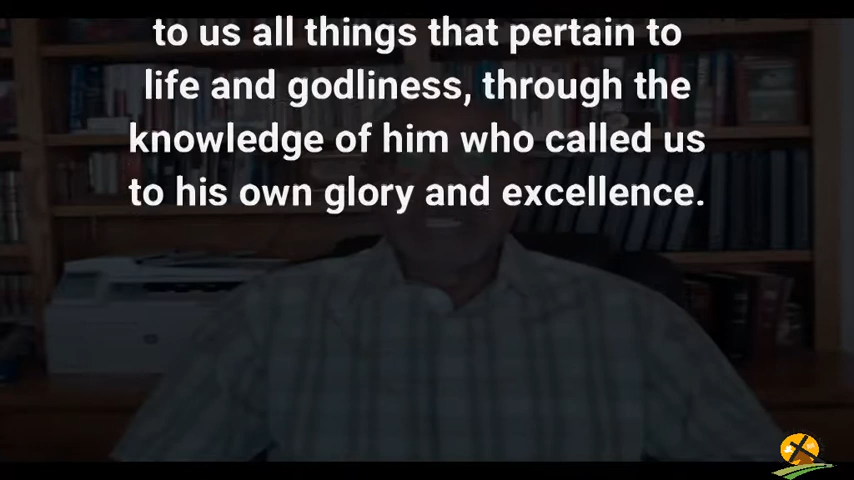 to us all things that pertain to
life and godliness, through the
knowledge of him who called us
to his own glory and excellence.